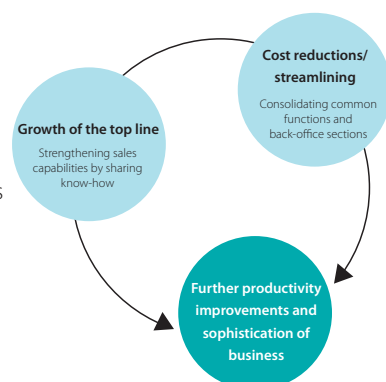 Cost reductions/
streamlining
Consolidating common
functions and
back-office sections
Growth of the top line
Strengthening sales
capabilities by sharing
know-how
s
Further productivity
improvements and
sophistication of
business